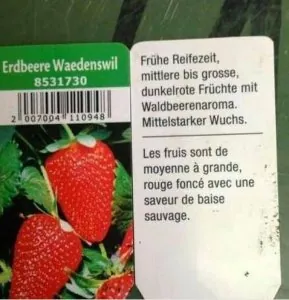 Erdbeere Waedenswil
8531730
2 007004 110948
Frühe Reifezeit,
mittlere bis grosse,
dunkelrote Früchte mit
Waldbeerenaroma.
Mittelstarker Wuchs.
Les fruis sont de
moyenne à grande,
rouge foncé avec une
saveur de baise
sauvage.